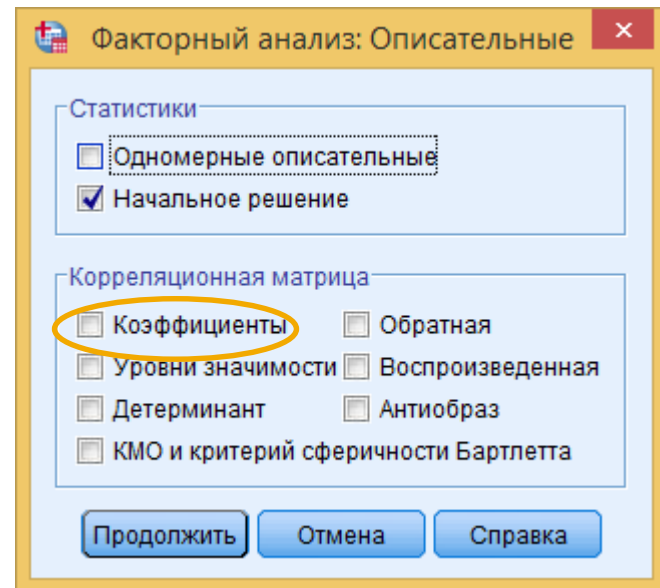 Факторный анализ: Описательные
Статистики
Одномерные описательные
Начальное решение
Корреляционная матрица
Коэффициенты Обратная
Уровни значимости Воспроизведенная
Детерминант Антиобраз
КМО и критерий сферичности Бартлетта
Продолжить Отмена Справка